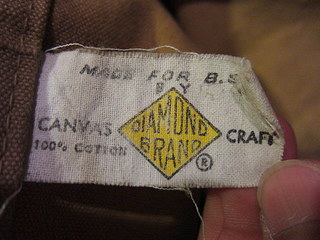 MADE FOR B.S.
BY
CANVAS DIAMOND CRAFT
100% COTTON BRAND ®